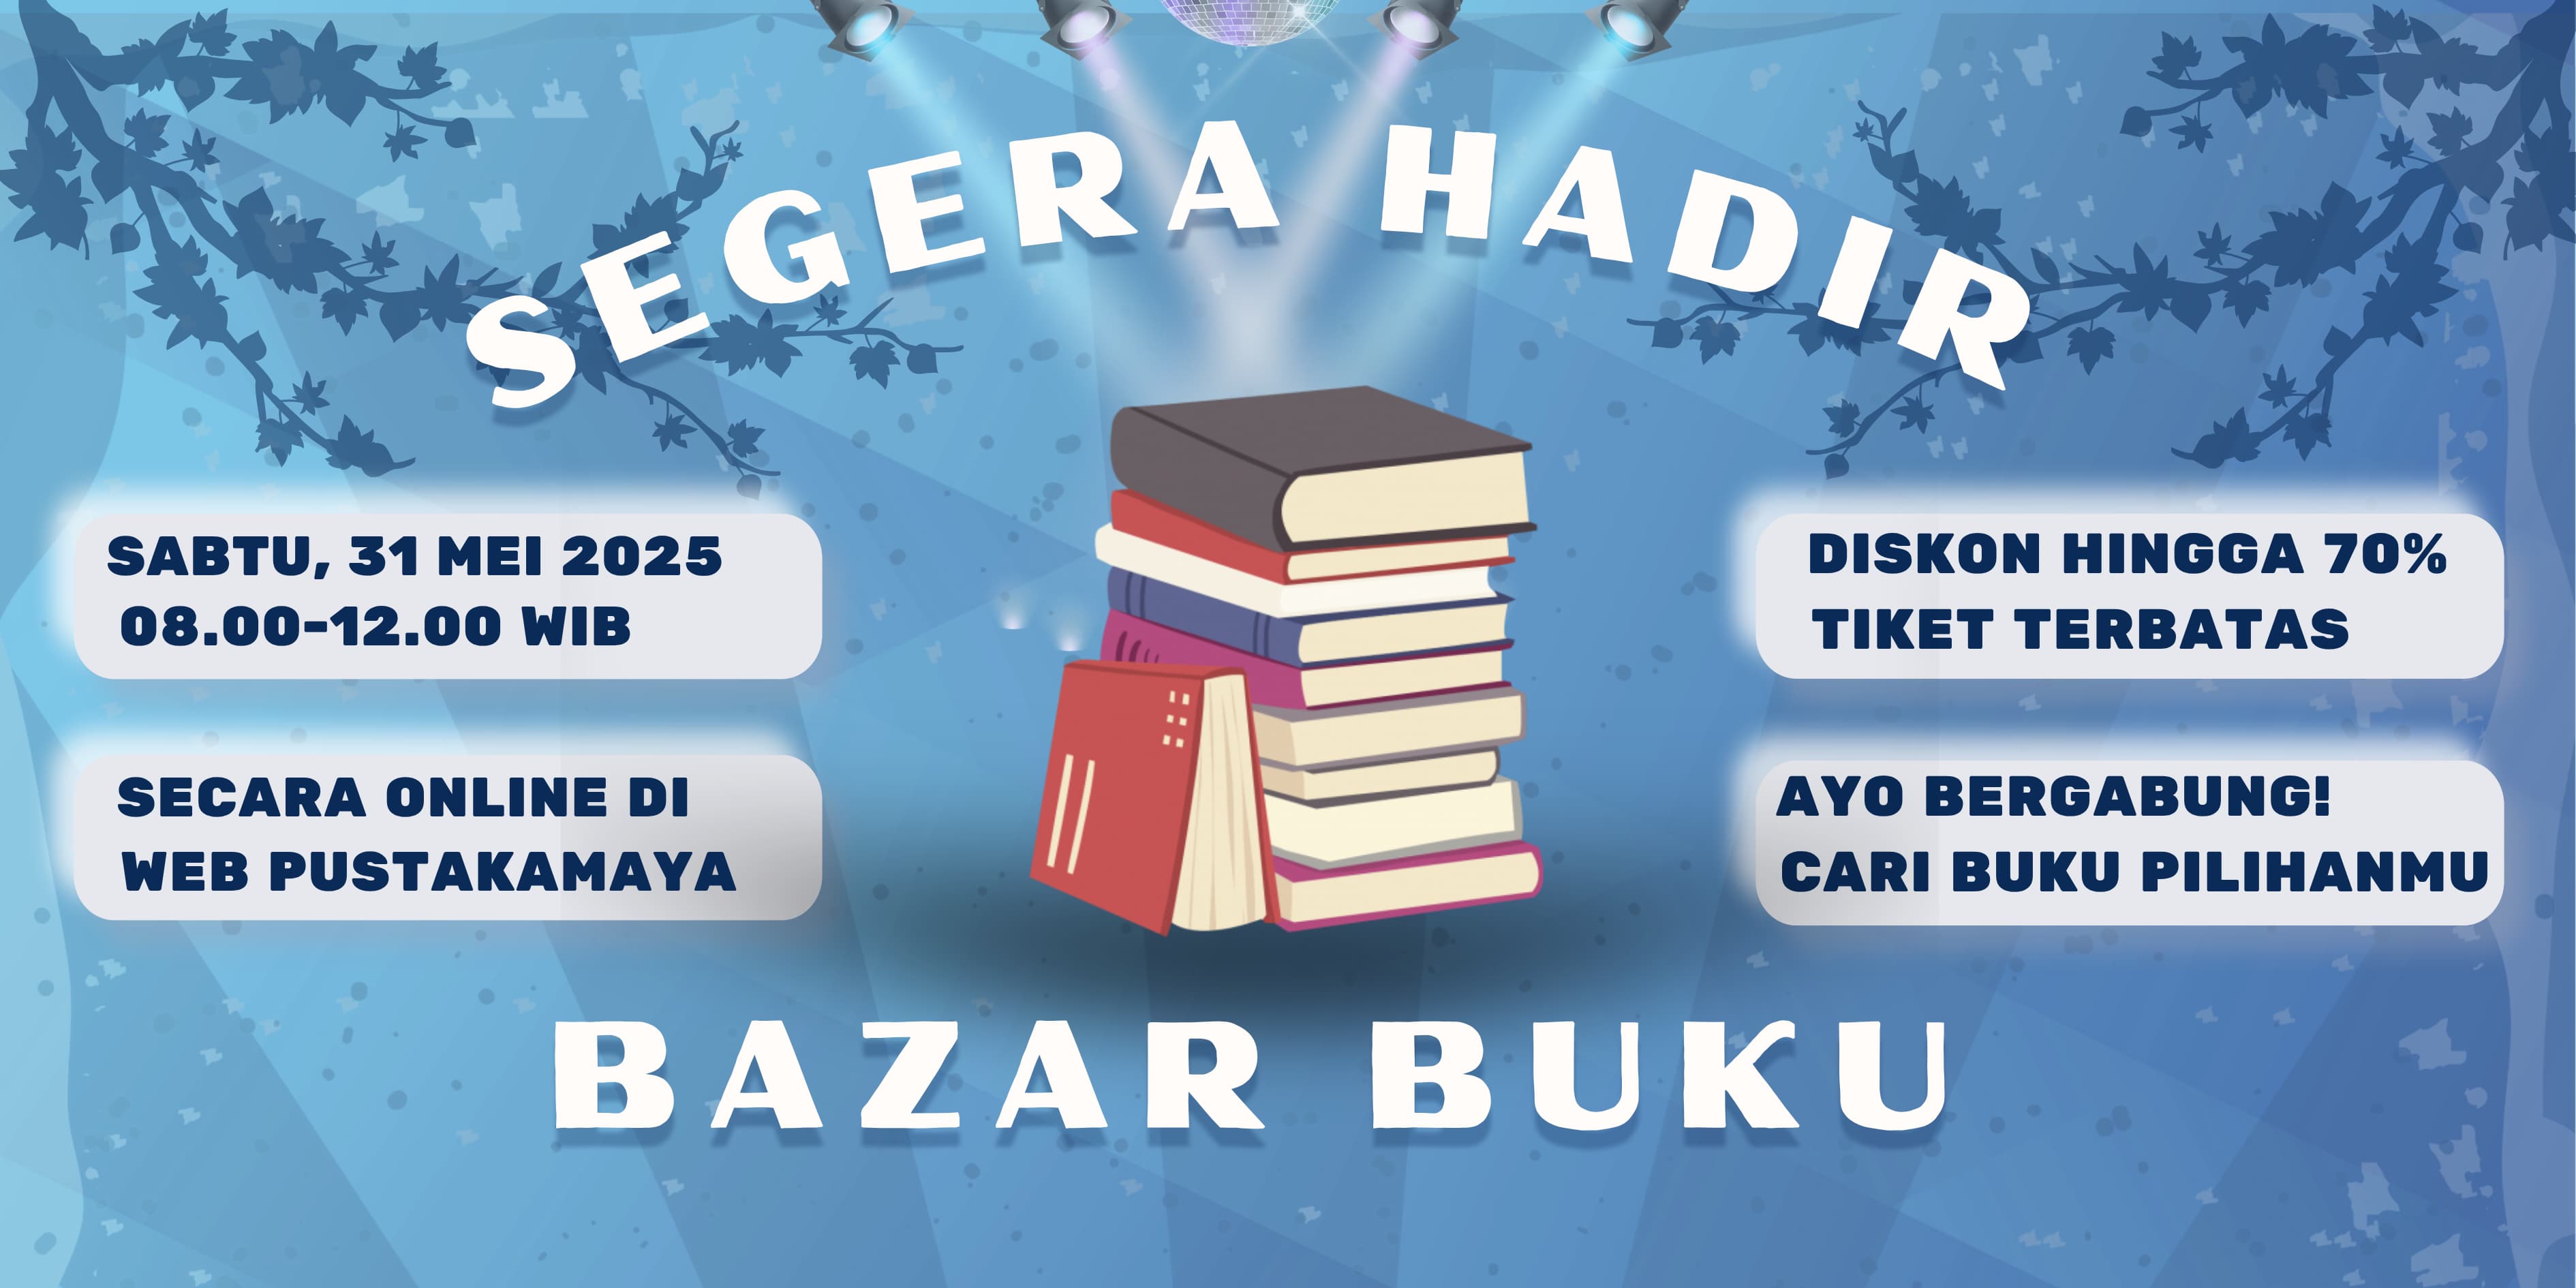 SEGERA HADIR
SABTU, 31 MEI 2025
08.00-12.00 WIB
SECARA ONLINE DI
WEB PUSTAKAMAYA
DISKON HINGGA 70%
TIKET TERBATAS
AYO BERGABUNG!
CARI BUKU PILIHANMU
BAZAR BUKU